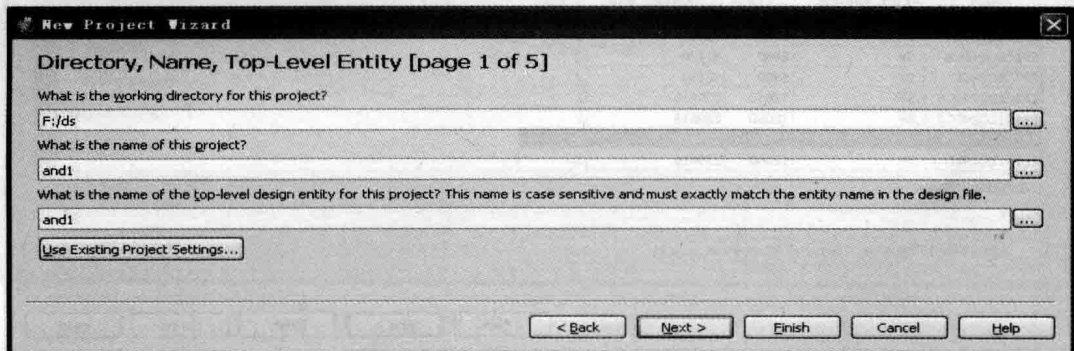 New Project Wizard
Directory, Name, Top-Level Entity [page 1 of 5]
What is the working directory for this project?
F:/ds
...
What is the name of this project?
and1
...
What is the name of the top-level design entity for this project? This name is case sensitive and must exactly match the entity name in the design file.
and1
...
Use Existing Project Settings...
< Back
Next >
Finish
Cancel
Help